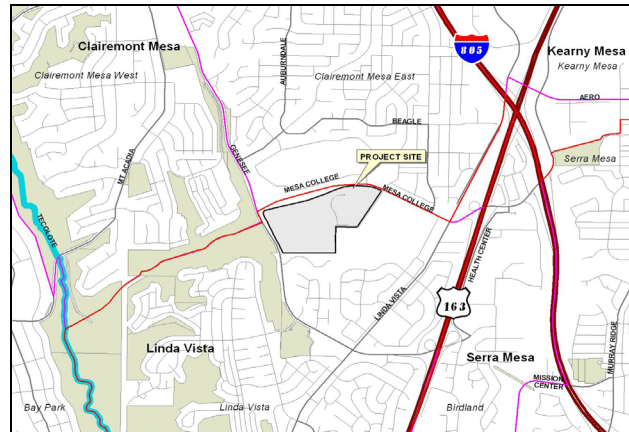 805
Clairemont Mesa
Kearny Mesa
Kearny Mesa
Clairemont Mesa West
AUBURNDALE
Clairemont Mesa East
AERO
BEAGLE
MT ACADIA
GENESEE
PROJECT SITE
Serra Mesa
MESA COLLEGE
MESA COLLEGE
TECOLOTE
HEALTH CENTER
LINDA VISTA
163
Linda Vista
Serra Mesa
MURRAY RIDGE
MISSION
CENTER
Bay Park
Linda Vista
Birdland